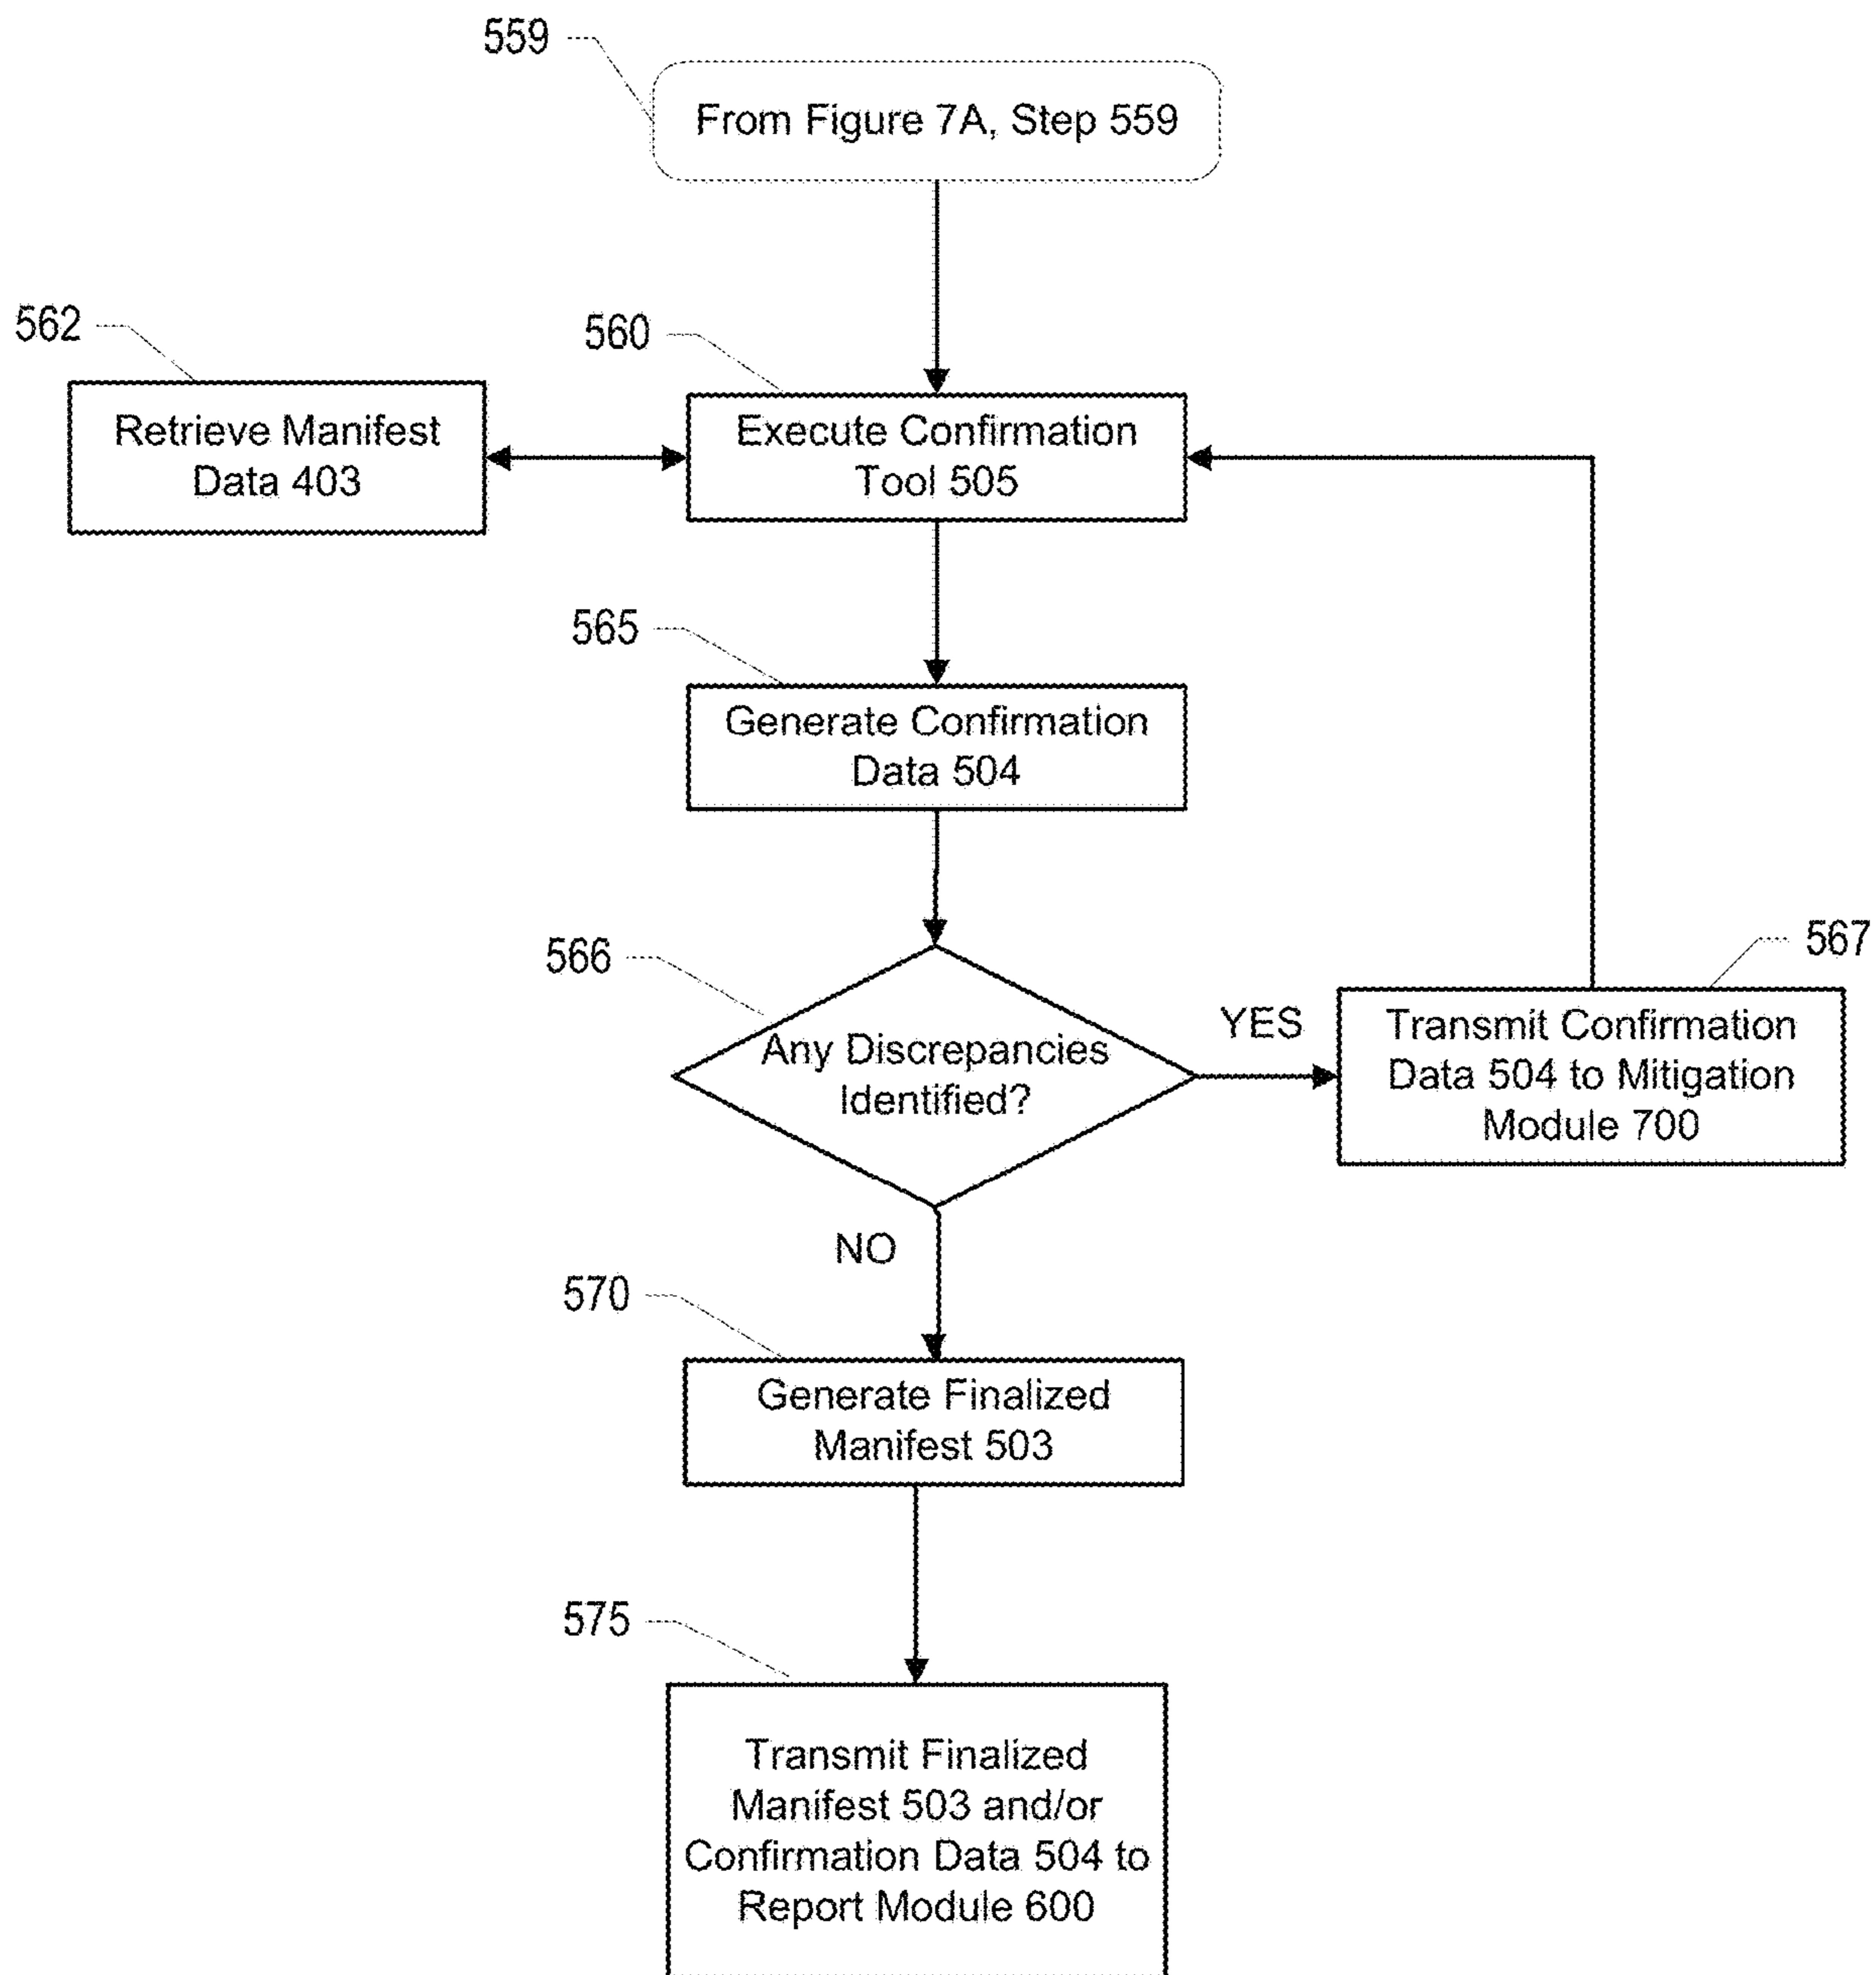 559
From Figure 7A, Step 559
562
560
Retrieve Manifest
Data 403
Execute Confirmation
Tool 505
565
Generate Confirmation
Data 504
566
567
Any Discrepancies
Identified?
YES
Transmit Confirmation
Data 504 to Mitigation
Module 700
NO
570
Generate Finalized
Manifest 503
575
Transmit Finalized
Manifest 503 and/or
Confirmation Data 504 to
Report Module 600